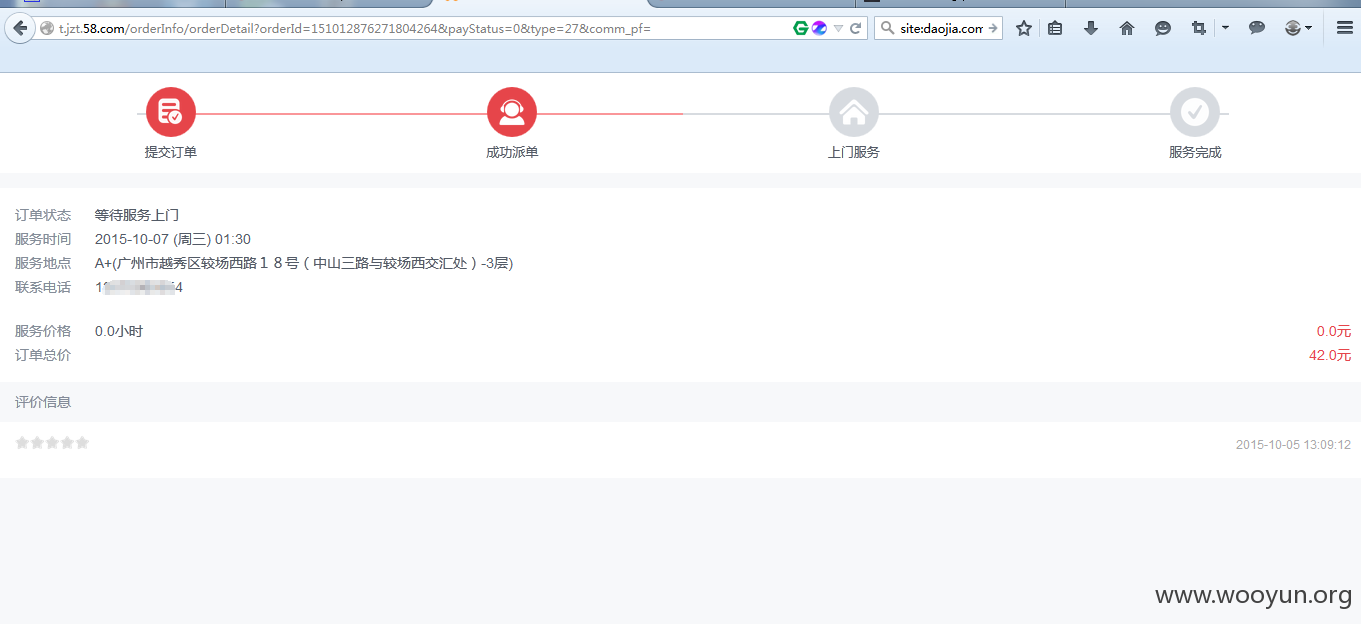 t.jzt.58.com/orderInfo/orderDetail?orderId=151012876271804264&payStatus=0&type=27&comm_pf=
site:daojia.com
提交订单
成功派单
上门服务
服务完成
订单状态 等待服务上门
服务时间 2015-10-07 (周三) 01:30
服务地点 A+(广州市越秀区较场西路１８号（中山三路与较场西交汇处）-3层)
联系电话 1 4
服务价格 0.0小时 0.0元
订单总价 42.0元
评价信息
2015-10-05 13:09:12
www.wooyun.org